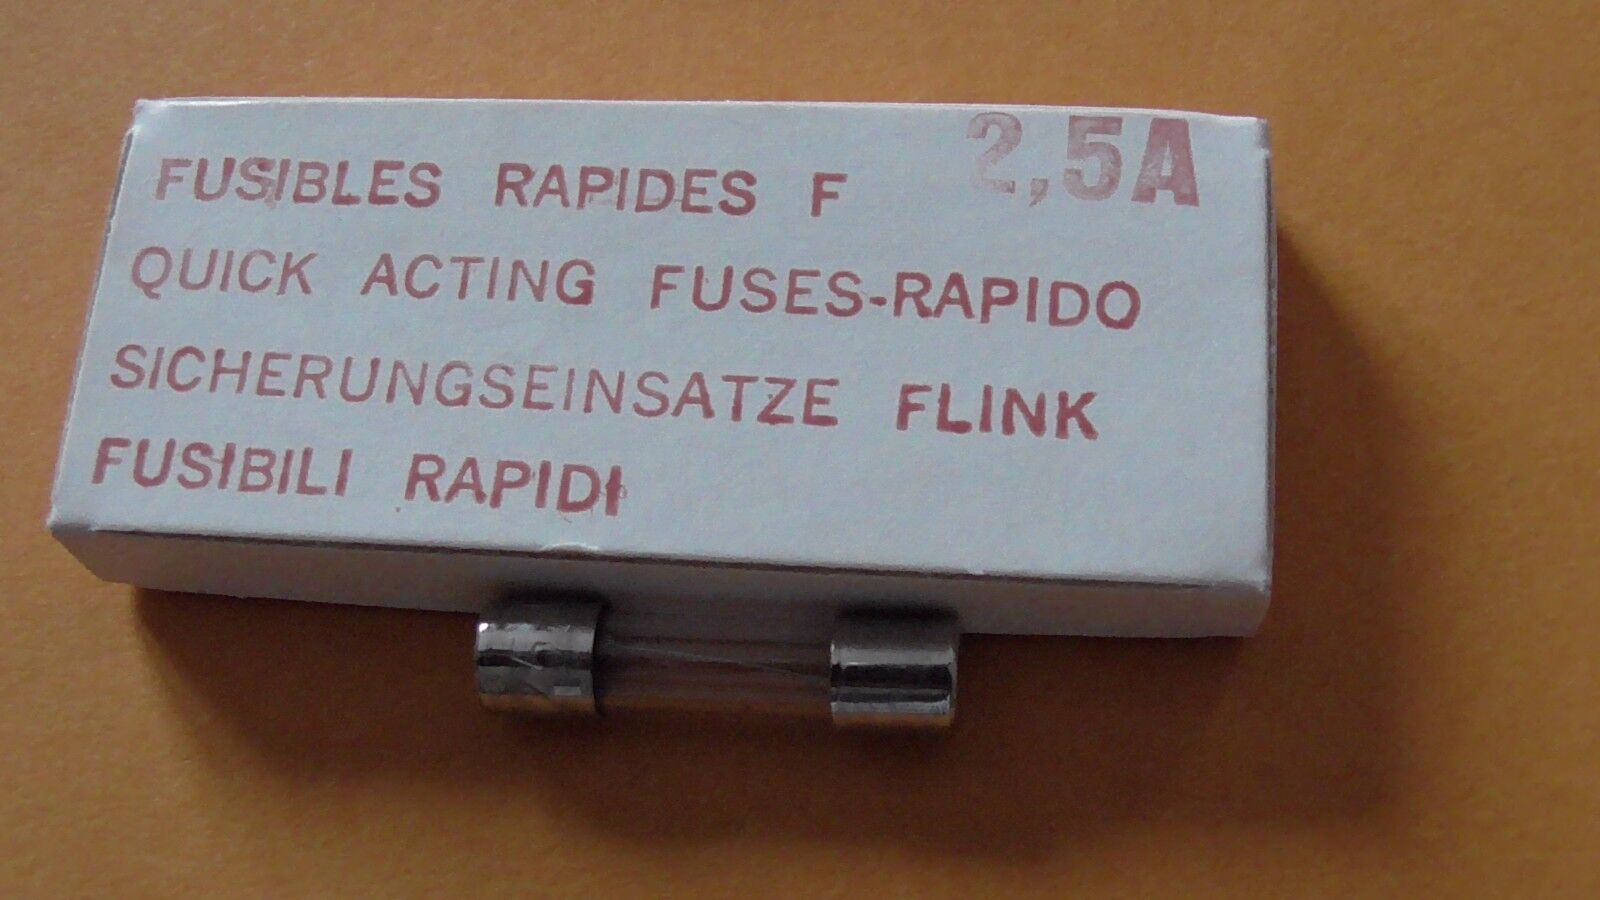 FUSIBLES RAPIDES F 2,5A
QUICK ACTING FUSES-RAPIDO
SICHERUNGSEINSATZE FLINK
FUSIBILI RAPIDI